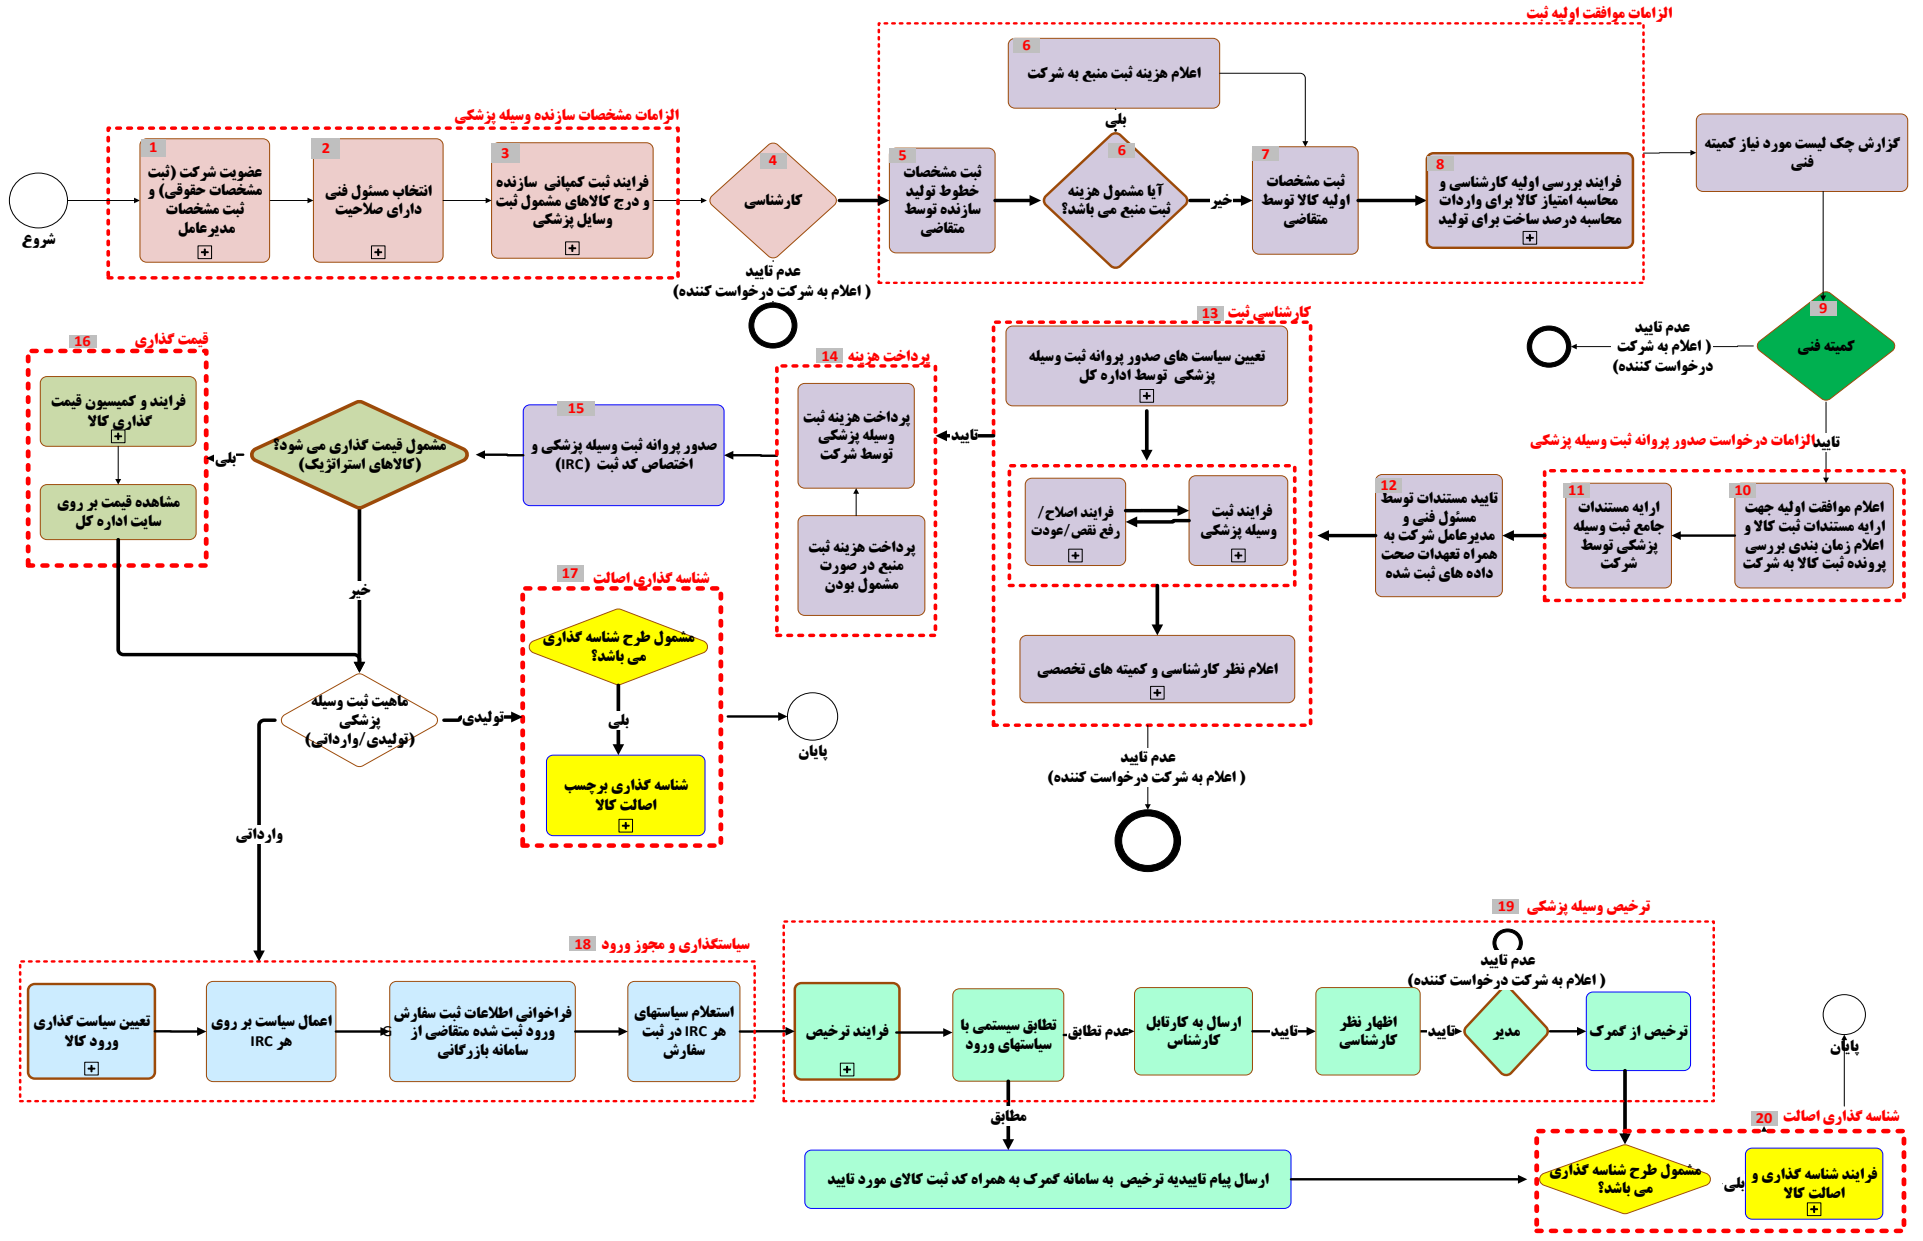 الزامات موافقت اولیه ثبت
6
اعلام هزینه ثبت منبع به شرکت
بلی
الزامات مشخصات سازنده وسیله پزشکی
شروع
1
عضویت شرکت (ثبت
مشخصات حقوقی) و
ثبت مشخصات
مدیرعامل
2
انتخاب مسئول فنی
دارای صلاحیت
3
فرایند ثبت کمپانی سازنده
و درج کالاهای مشمول ثبت
وسایل پزشکی
4
کارشناسی
عدم تایید
( اعلام به شرکت درخواست کننده)
5
ثبت مشخصات
خطوط تولید
سازنده توسط
متقاضی
6
آیا مشمول هزینه
ثبت منبع می باشد؟
خیر
7
ثبت مشخصات
اولیه کالا توسط
متقاضی
8
فرایند بررسی اولیه کارشناسی و
محاسبه امتیاز کالا برای واردات
محاسبه درصد ساخت برای تولید
گزارش چک لیست مورد نیاز کمیته
فنی
9
کمیته فنی
عدم تایید
( اعلام به شرکت
درخواست کننده)
تایید
الزامات درخواست صدور پروانه ثبت وسیله پزشکی
10
اعلام موافقت اولیه جهت
ارایه مستندات ثبت کالا و
اعلام زمان بندی بررسی
پرونده ثبت کالا به شرکت
11
ارایه مستندات
جامع ثبت وسیله
پزشکی توسط
شرکت
12
تایید مستندات توسط
مسئول فنی و
مدیرعامل شرکت به
همراه تعهدات صحت
داده های ثبت شده
کارشناسی ثبت
13
تعیین سیاست های صدور پروانه ثبت وسیله
پزشکی توسط اداره کل
فرایند ثبت
وسیله پزشکی
فرایند اصلاح/
رفع نقص/عودت
اعلام نظر کارشناسی و کمیته های تخصصی
عدم تایید
( اعلام به شرکت درخواست کننده)
تایید
پرداخت هزینه
14
پرداخت هزینه ثبت
وسیله پزشکی
توسط شرکت
پرداخت هزینه ثبت
منبع در صورت
مشمول بودن
15
صدور پروانه ثبت وسیله پزشکی و
اختصاص کد ثبت (IRC)
مشمول قیمت گذاری می شود؟
(کالاهای استراتژیک)
بلی
خیر
قیمت گذاری
16
فرایند و کمیسیون قیمت
گذاری کالا
مشاهده قیمت بر روی
سایت اداره کل
ماهیت ثبت وسیله
پزشکی
(تولیدی/وارداتی)
تولیدی
وارداتی
17
شناسه گذاری اصالت
مشمول طرح شناسه گذاری
می باشد؟
بلی
شناسه گذاری برچسب
اصالت کالا
پایان
سیاستگذاری و مجوز ورود
18
تعیین سیاست گذاری
ورود کالا
اعمال سیاست بر روی
هر IRC
فراخوانی اطلاعات ثبت سفارش
ورود ثبت شده متقاضی از
سامانه بازرگانی
استعلام سیاستهای
هر IRC در ثبت
سفارش
ترخیص وسیله پزشکی
19
فرایند ترخیص
تطابق سیستمی با
سیاستهای ورود
عدم تطابق
ارسال به کارتابل
کارشناس
تایید
اظهار نظر
کارشناسی
تایید
عدم تایید
( اعلام به شرکت درخواست کننده)
مدیر
ترخیص از گمرک
مطابق
ارسال پیام تاییدیه ترخیص به سامانه گمرک به همراه کد ثبت کالای مورد تایید
شناسه گذاری اصالت
20
مشمول طرح شناسه گذاری
می باشد؟
بلی
فرایند شناسه گذاری و
اصالت کالا
پایان